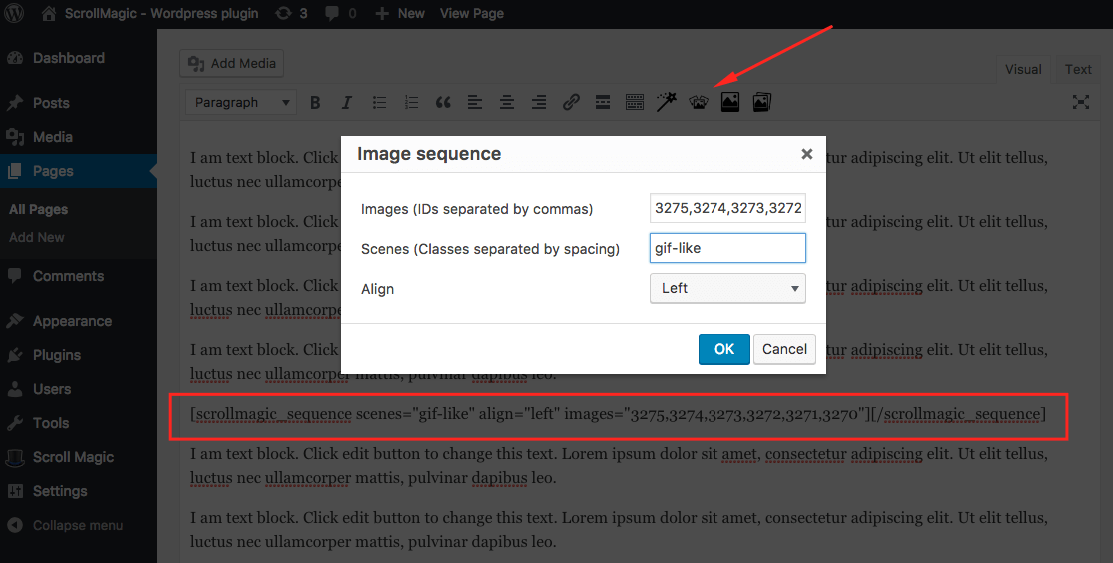 ScrollMagic - Wordpress plugin 3 0 New View Page
Dashboard
Posts
Media
Pages
All Pages
Add New
Comments
Appearance
Plugins
Users
Tools
Scroll Magic
Settings
Collapse menu
Add Media
Visual Text
Paragraph B I
I am text block. Click tur adipiscing elit. Ut elit tellus,
luctus nec ullamcorper
I am text block. Click tur adipiscing elit. Ut elit tellus,
luctus nec ullamcorper
I am text block. Click tur adipiscing elit. Ut elit tellus,
luctus nec ullamcorper
I am text block. Click tur adipiscing elit. Ut elit tellus,
luctus nec ullamcorper mattis, pulvinar dapibus leo.
[scrollmagic_sequence scenes="gif-like" align="left" images="3275,3274,3273,3272,3271,3270"][/scrollmagic_sequence]
I am text block. Click edit button to change this text. Lorem ipsum dolor sit amet, consectetur adipiscing elit. Ut elit tellus,
luctus nec ullamcorper mattis, pulvinar dapibus leo.
I am text block. Click edit button to change this text. Lorem ipsum dolor sit amet, consectetur adipiscing elit. Ut elit tellus,
luctus nec ullamcorper mattis, pulvinar dapibus leo.
Image sequence
Images (IDs separated by commas) 3275,3274,3273,3272
Scenes (Classes separated by spacing) gif-like
Align Left
OK Cancel